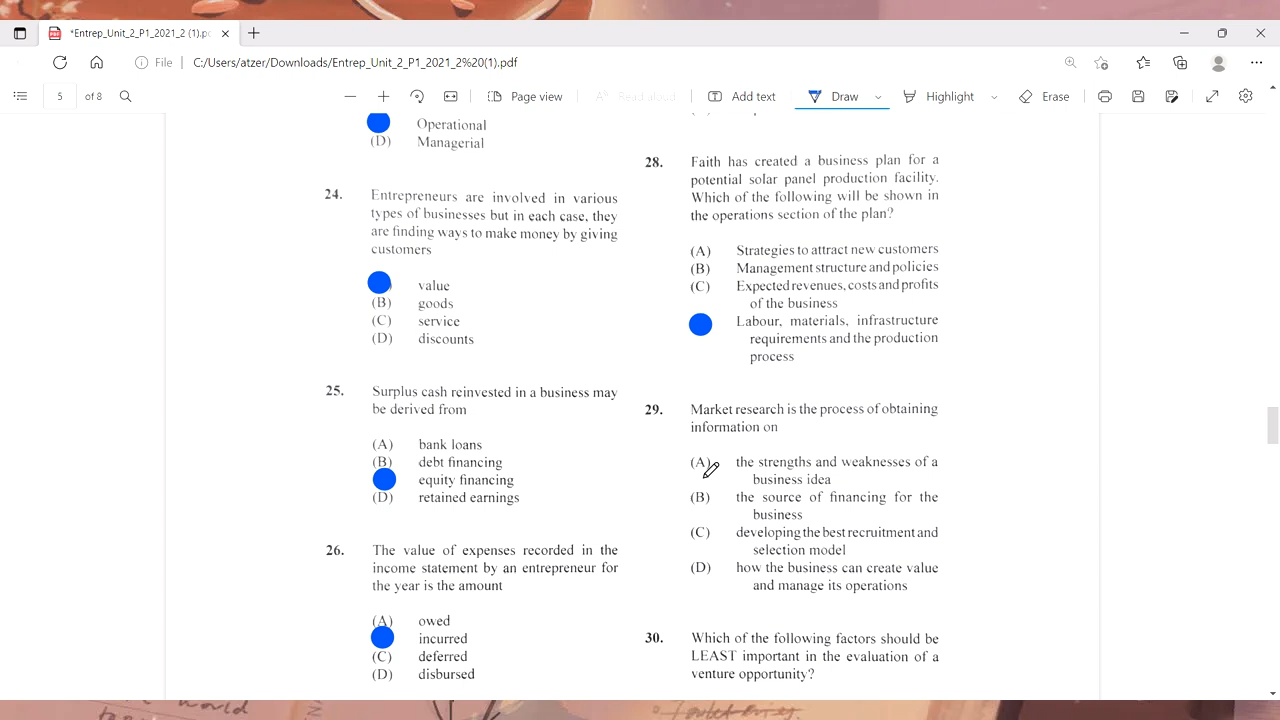 *Entrep_Unit_2_P1_2021_2 (1).pc
File
C:/Users/atzer/Downloads/Entrep_Unit_2_P1_2021_2%20(1).pdf
5 of 8
Page view
Read aloud
Add text
Draw
Highlight
Erase
Operational
(D) Managerial
24. Entrepreneurs are involved in various
types of businesses but in each case, they
are finding ways to make money by giving
customers
value
(B) goods
(C) service
(D) discounts
25. Surplus cash reinvested in a business may
be derived from
(A) bank loans
(B) debt financing
equity financing
(D) retained earnings
26. The value of expenses recorded in the
income statement by an entrepreneur for
the year is the amount
(A) owed
incurred
(C) deferred
(D) disbursed
28. Faith has created a business plan for a
potential solar panel production facility.
Which of the following will be shown in
the operations section of the plan?
(A) Strategies to attract new customers
(B) Management structure and policies
(C) Expected revenues, costs and profits
of the business
Labour, materials, infrastructure
requirements and the production
process
29. Market research is the process of obtaining
information on
(A) the strengths and weaknesses of a
business idea
(B) the source of financing for the
business
(C) developing the best recruitment and
selection model
(D) how the business can create value
and manage its operations
30. Which of the following factors should be
LEAST important in the evaluation of a
venture opportunity?
world